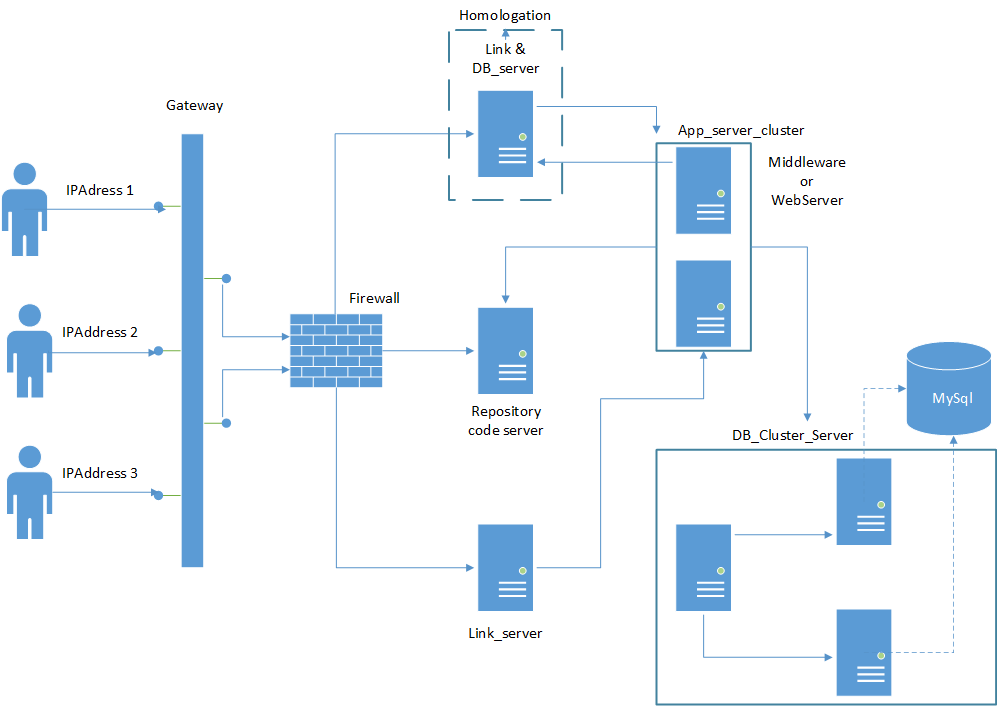 Homologation
Link &
DB_server
Gateway
App_server_cluster
Middleware
or
WebServer
IPAdress 1
Firewall
IPAddress 2
MySql
Repository
code server
DB_Cluster_Server
IPAddress 3
Link_server